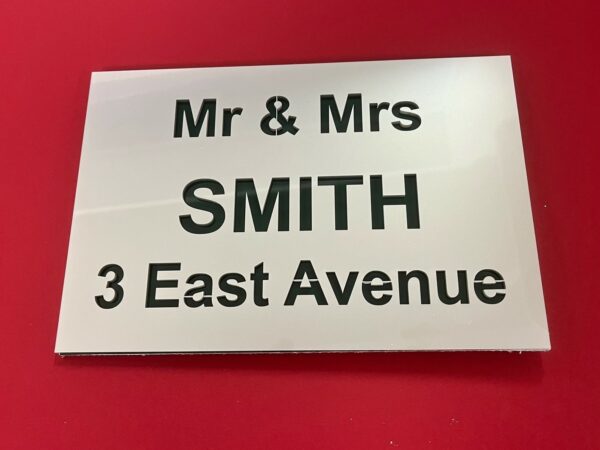 Mr & Mrs
SMITH
3 East Avenue